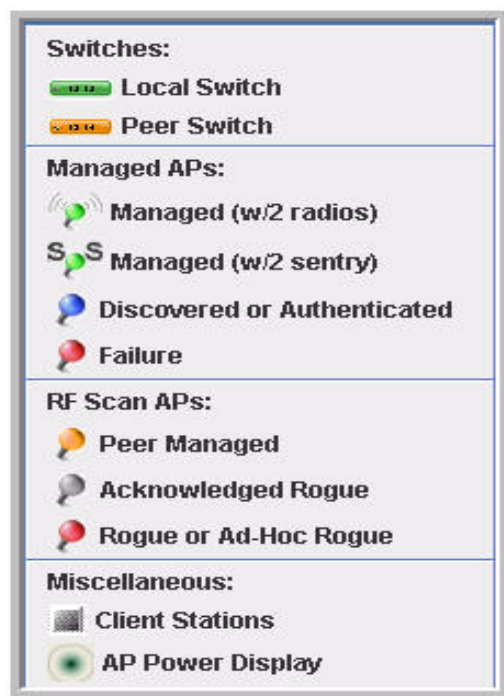 Switches:
Local Switch
Peer Switch
Managed APs:
Managed (w/2 radios)
S S Managed (w/2 sentry)
Discovered or Authenticated
Failure
RF Scan APs:
Peer Managed
Acknowledged Rogue
Rogue or Ad-Hoc Rogue
Miscellaneous:
Client Stations
AP Power Display